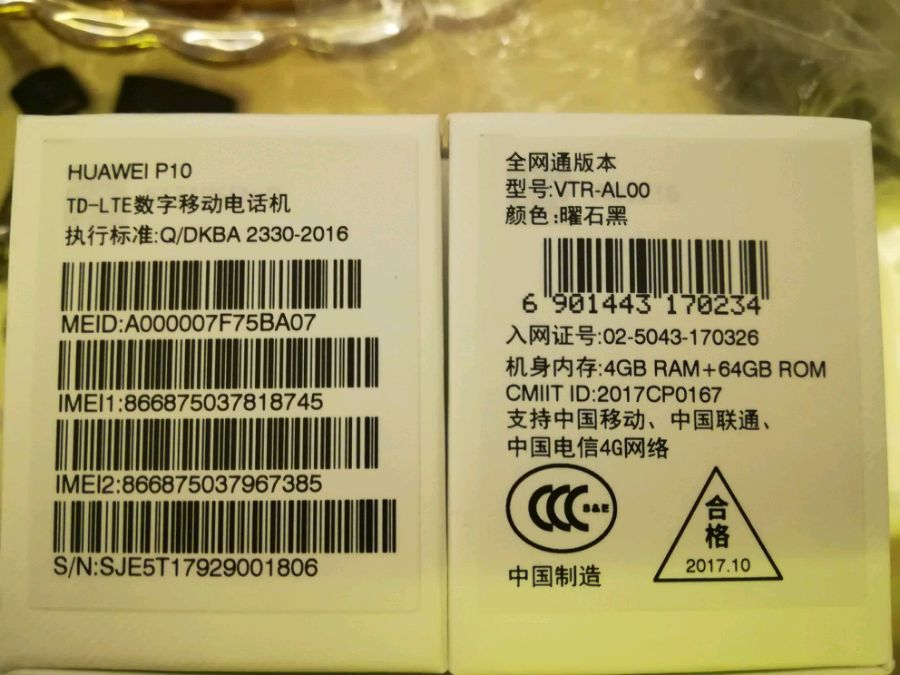 HUAWEI P10
TD-LTE数字移动电话机
执行标准:Q/DKBA 2330-2016
MEID:A000007F75BA07
IMEI1:866875037818745
IMEI2:866875037967385
S/N:SJE5T17929001806
全网通版本
型号:VTR-AL00
颜色:曜石黑
6 901443 170234
入网证号:02-5043-170326
机身内存:4GB RAM+64GB ROM
CMIIT ID:2017CP0167
支持中国移动、中国联通、
中国电信4G网络
CCC S&E
中国制造
合
格
2017.10